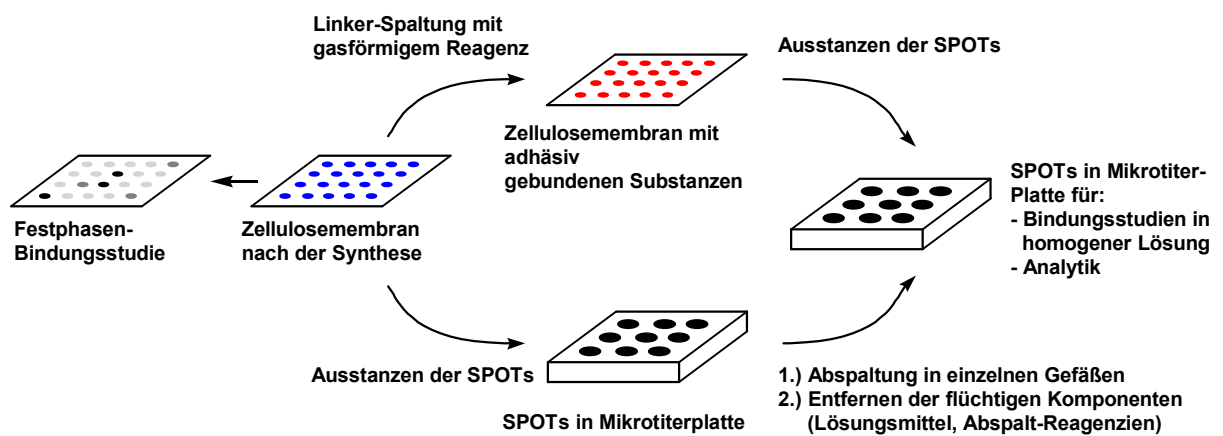 Linker-Spaltung mit
gasförmigem Reagenz
Ausstanzen der SPOTs
Zellulosemembran mit
adhäsiv
gebundenen Substanzen
SPOTs in Mikrotiter-
Platte für:
- Bindungsstudien in
homogener Lösung
- Analytik
Festphasen-
Bindungsstudie
Zellulosemembran
nach der Synthese
Ausstanzen der SPOTs
SPOTs in Mikrotiterplatte
1.) Abspaltung in einzelnen Gefäßen
2.) Entfernen der flüchtigen Komponenten
(Lösungsmittel, Abspalt-Reagenzien)